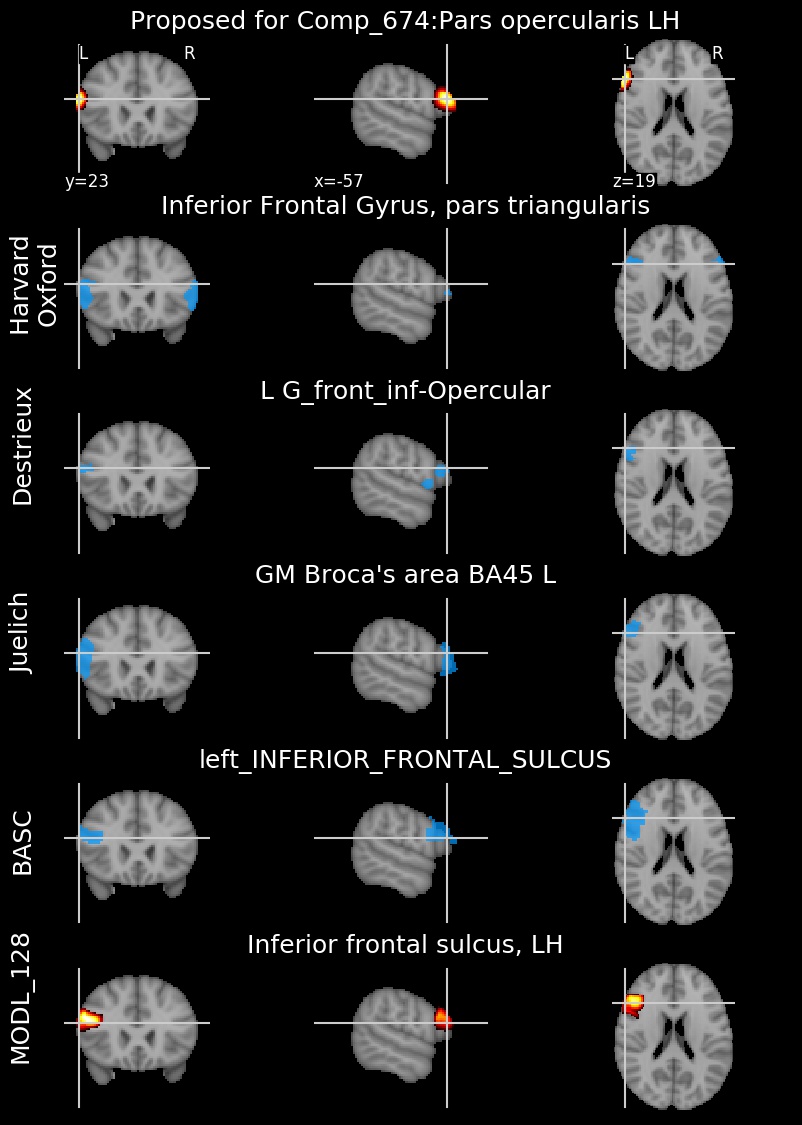 Proposed for Comp_674:Pars opercularis LH
L R
L R
y=23 x=-57 z=19
Inferior Frontal Gyrus, pars triangularis
Harvard
Oxford
L G_front_inf-Opercular
Destrieux
GM Broca's area BA45 L
Juelich
left_INFERIOR_FRONTAL_SULCUS
BASC
Inferior frontal sulcus, LH
MODL_128